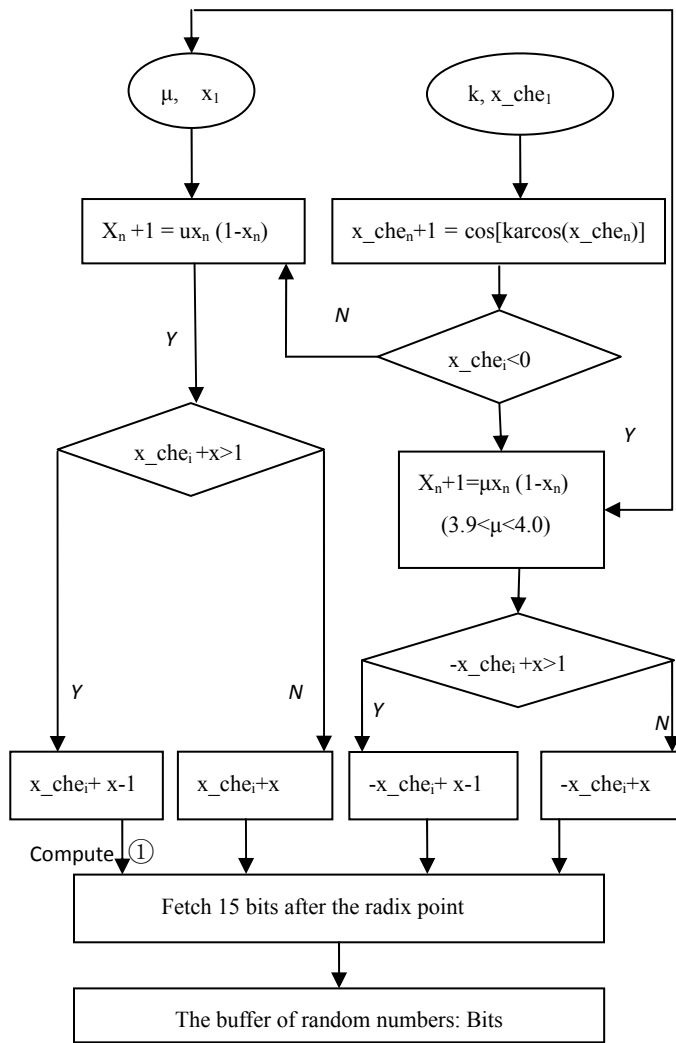 μ, x₁
k, x_che₁
Xₙ +1 = uxₙ (1-xₙ)
x_cheₙ+1 = cos[karcos(x_cheₙ)]
N
Y
x_cheᵢ<0
Y
x_cheᵢ +x>1
Xₙ+1=μxₙ (1-xₙ)
(3.9<μ<4.0)
-x_cheᵢ +x>1
Y
N
Y
N
x_cheᵢ+ x-1
x_cheᵢ+x
-x_cheᵢ+ x-1
-x_cheᵢ+x
Compute ①
Fetch 15 bits after the radix point
The buffer of random numbers: Bits